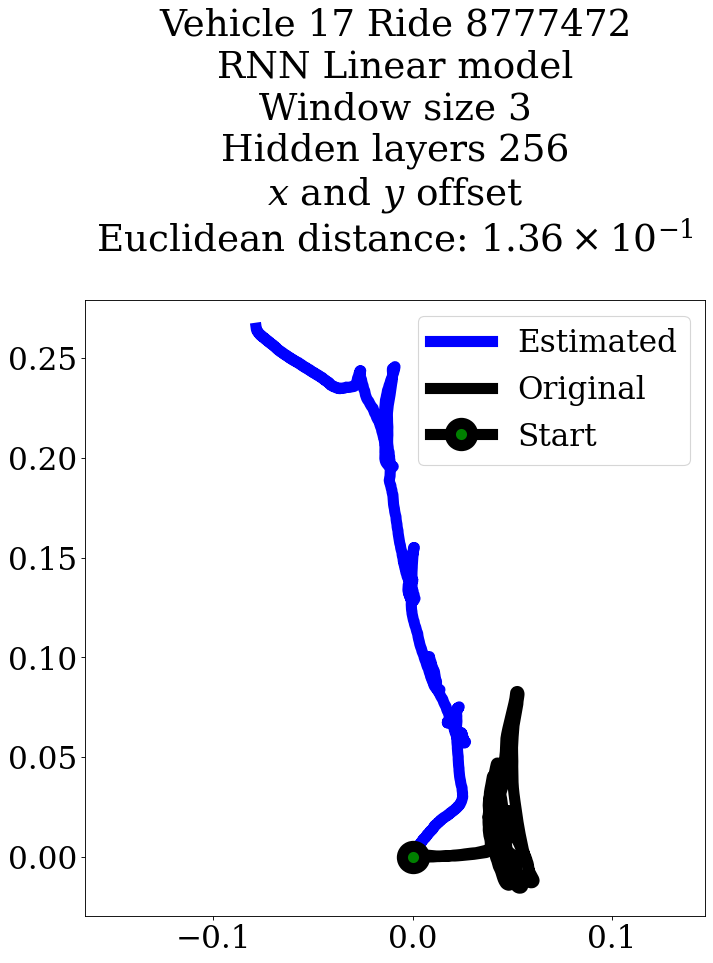 Vehicle 17 Ride 8777472
RNN Linear model
Window size 3
Hidden layers 256
x and y offset
Euclidean distance: 1.36 × 10⁻¹
Estimated
Original
Start
0.25
0.20
0.15
0.10
0.05
0.00
−0.1 0.0 0.1